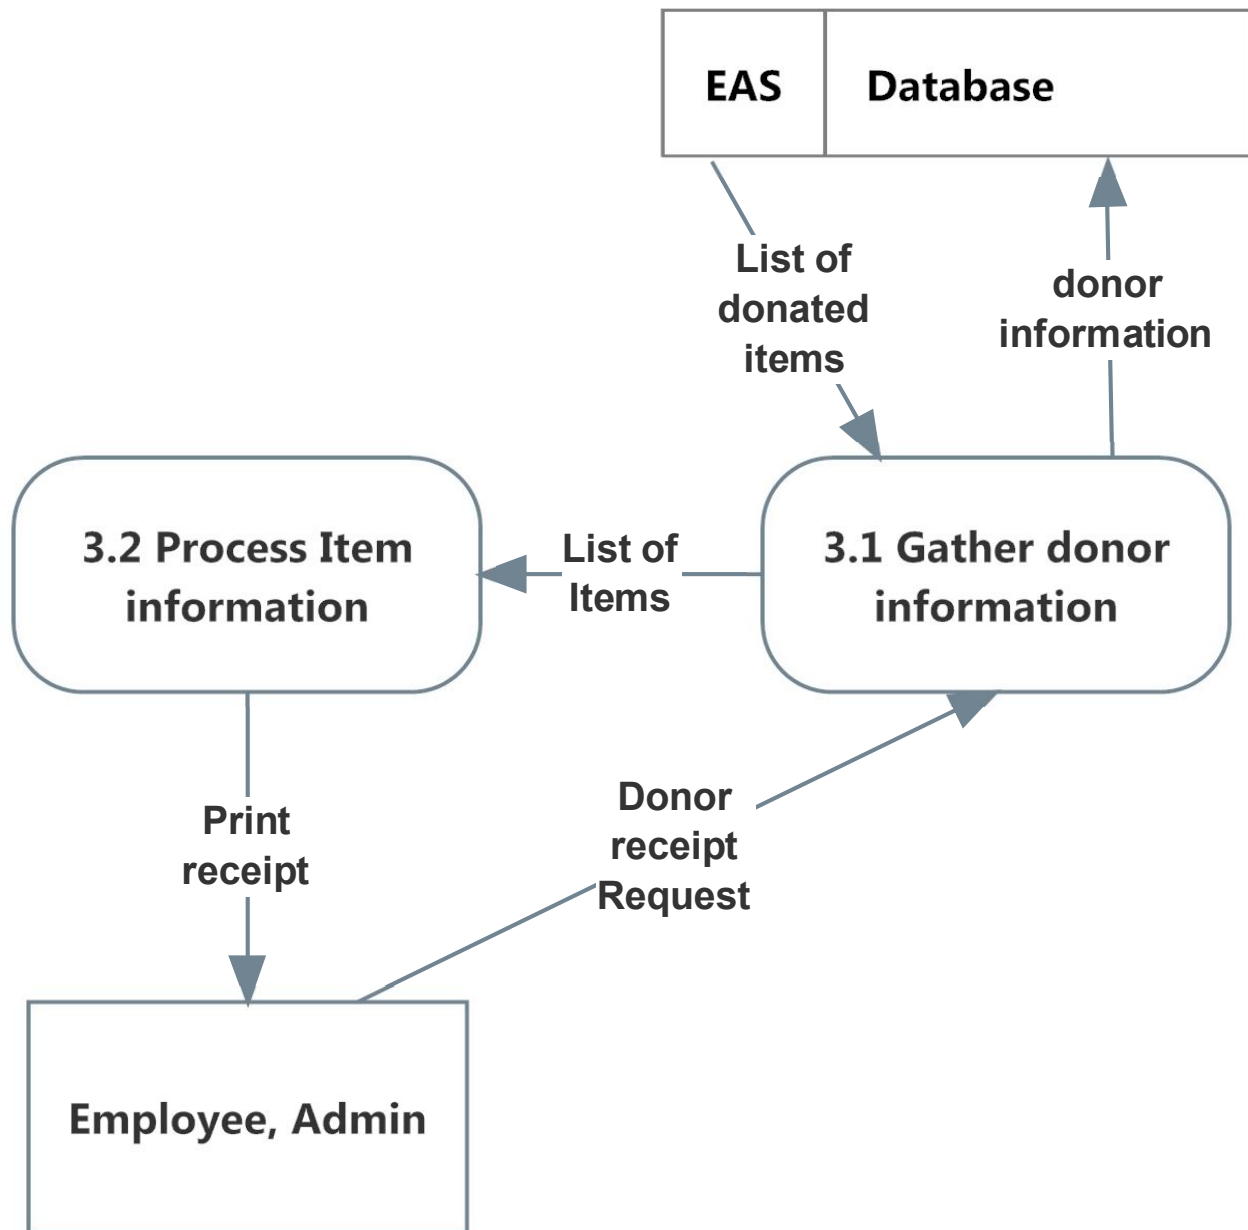 EAS Database
List of
donated
items
donor
information
3.2 Process Item
information
List of
Items
3.1 Gather donor
information
Print
receipt
Donor
receipt
Request
Employee, Admin